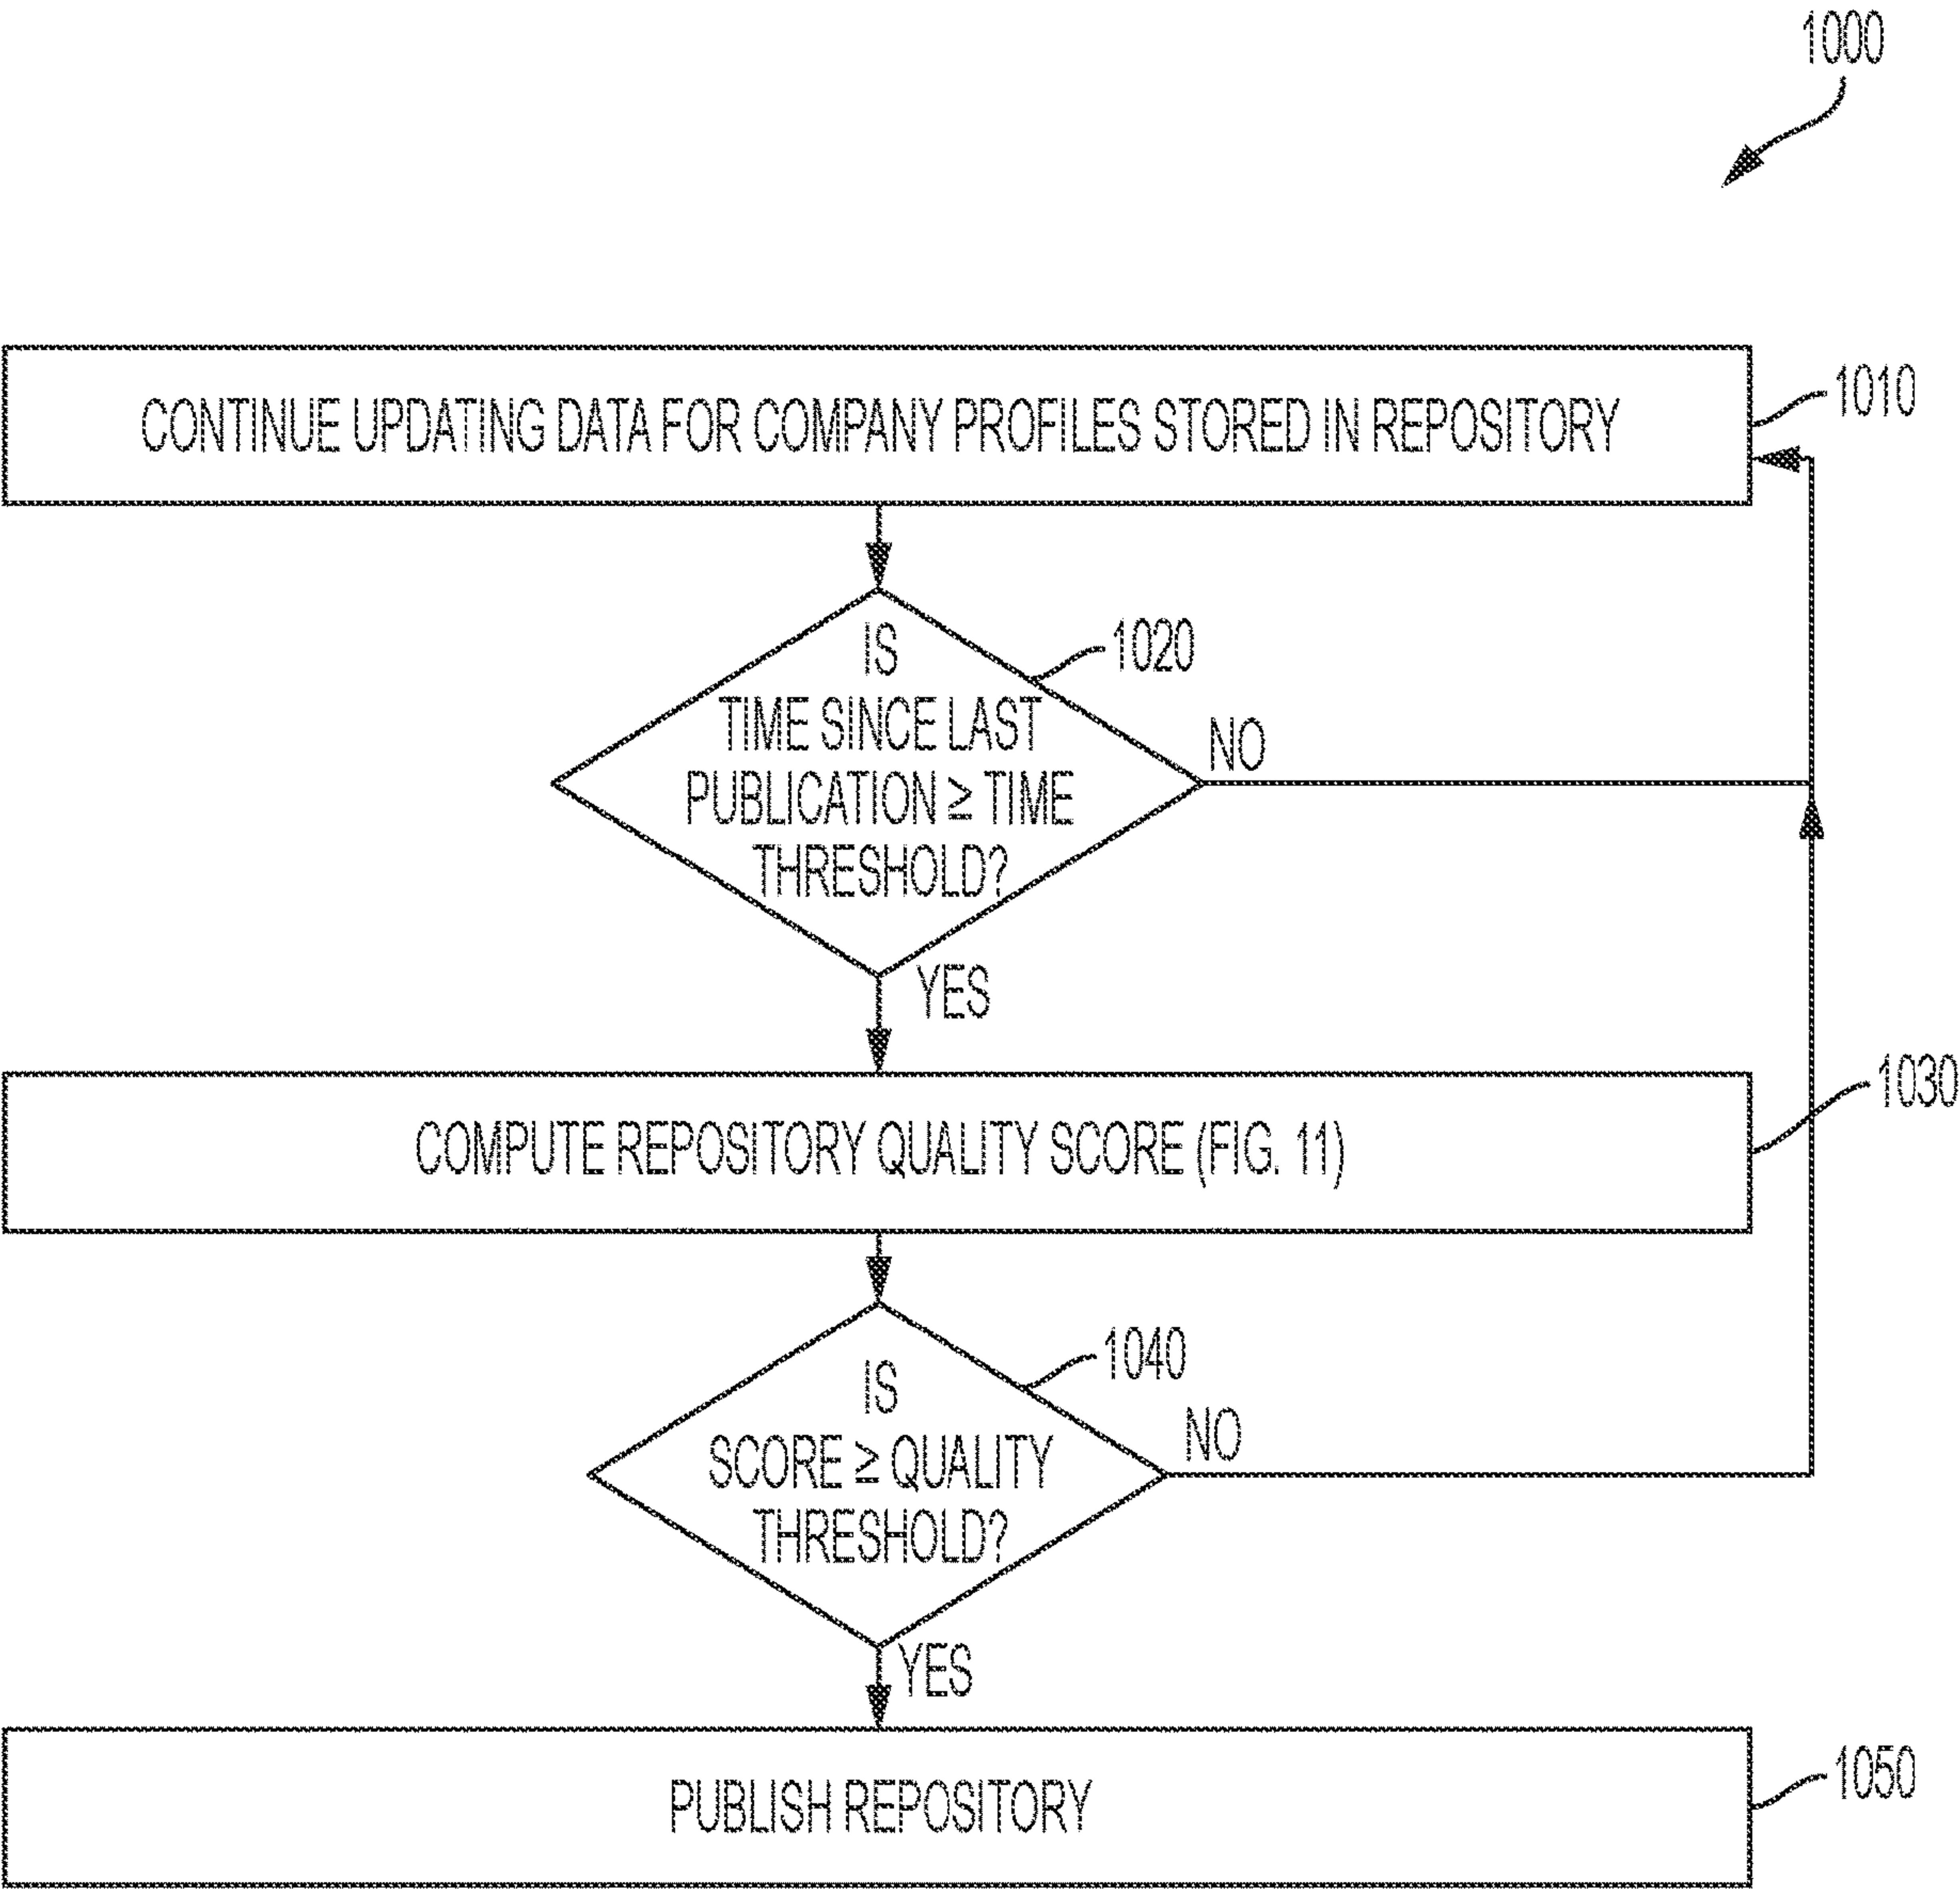 1000
CONTINUE UPDATING DATA FOR COMPANY PROFILES STORED IN REPOSITORY
1010
IS
TIME SINCE LAST
PUBLICATION ≥ TIME
THRESHOLD?
1020
NO
YES
COMPUTE REPOSITORY QUALITY SCORE (FIG. 11)
1030
IS
SCORE ≥ QUALITY
THRESHOLD?
1040
NO
YES
PUBLISH REPOSITORY
1050